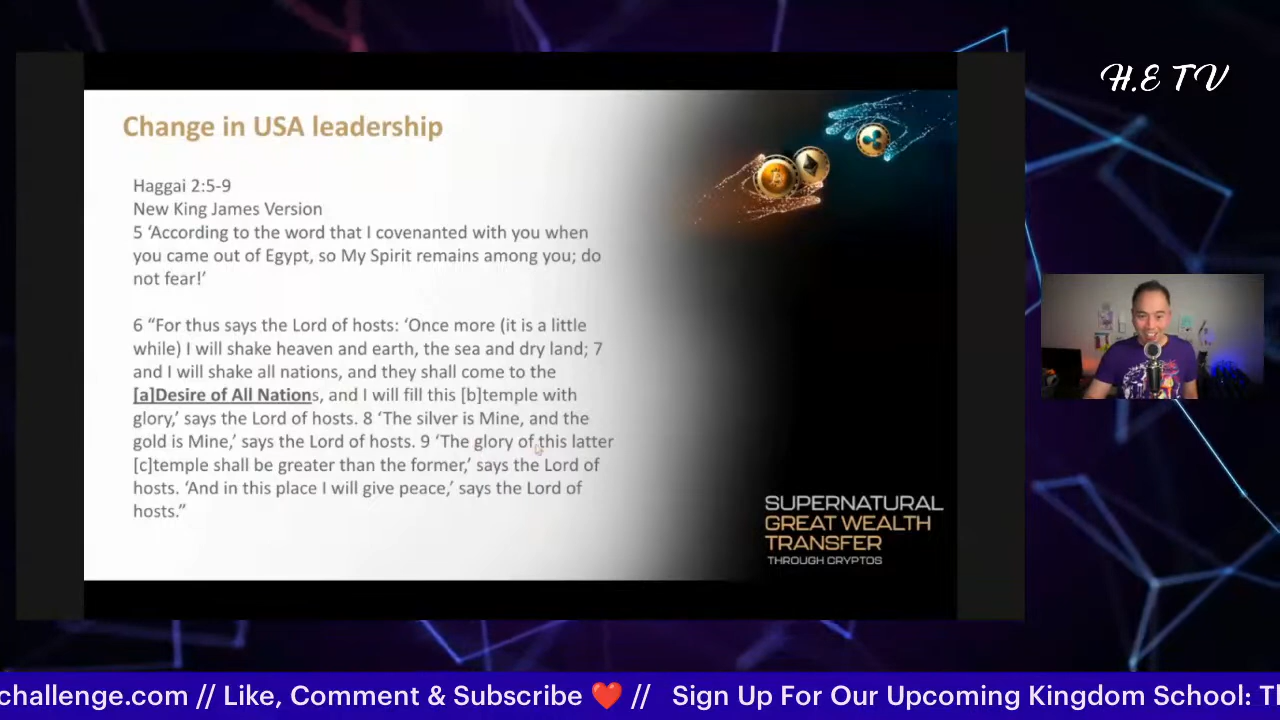 H.E TV
Change in USA leadership
Haggai 2:5-9
New King James Version
5 ‘According to the word that I covenanted with you when
you came out of Egypt, so My Spirit remains among you; do
not fear!’
6 “For thus says the Lord of hosts: ‘Once more (it is a little
while) I will shake heaven and earth, the sea and dry land; 7
and I will shake all nations, and they shall come to the
[a]Desire of All Nations, and I will fill this [b]temple with
glory,’ says the Lord of hosts. 8 ‘The silver is Mine, and the
gold is Mine,’ says the Lord of hosts. 9 ‘The glory of this latter
[c]temple shall be greater than the former,’ says the Lord of
hosts. ‘And in this place I will give peace,’ says the Lord of
hosts.”
SUPERNATURAL
GREAT WEALTH
TRANSFER
THROUGH CRYPTOS
challenge.com // Like, Comment & Subscribe ❤️ // Sign Up For Our Upcoming Kingdom School: